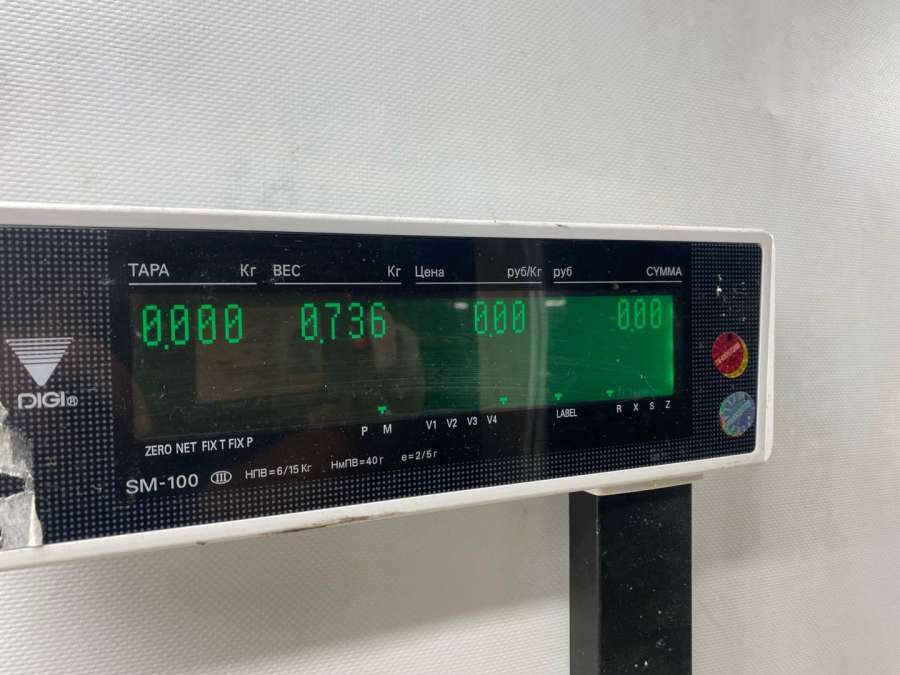 ТАРА Кг ВЕС Кг Цена руб/Кг руб СУММА
0.000 0.736 0.00 0.00
DIGI®
P M V1 V2 V3 V4 LABEL R X S Z
ZERO NET FIX T FIX P
SM-100 III НПВ=6/15 Кг НмПВ=40 г e=2/5 г